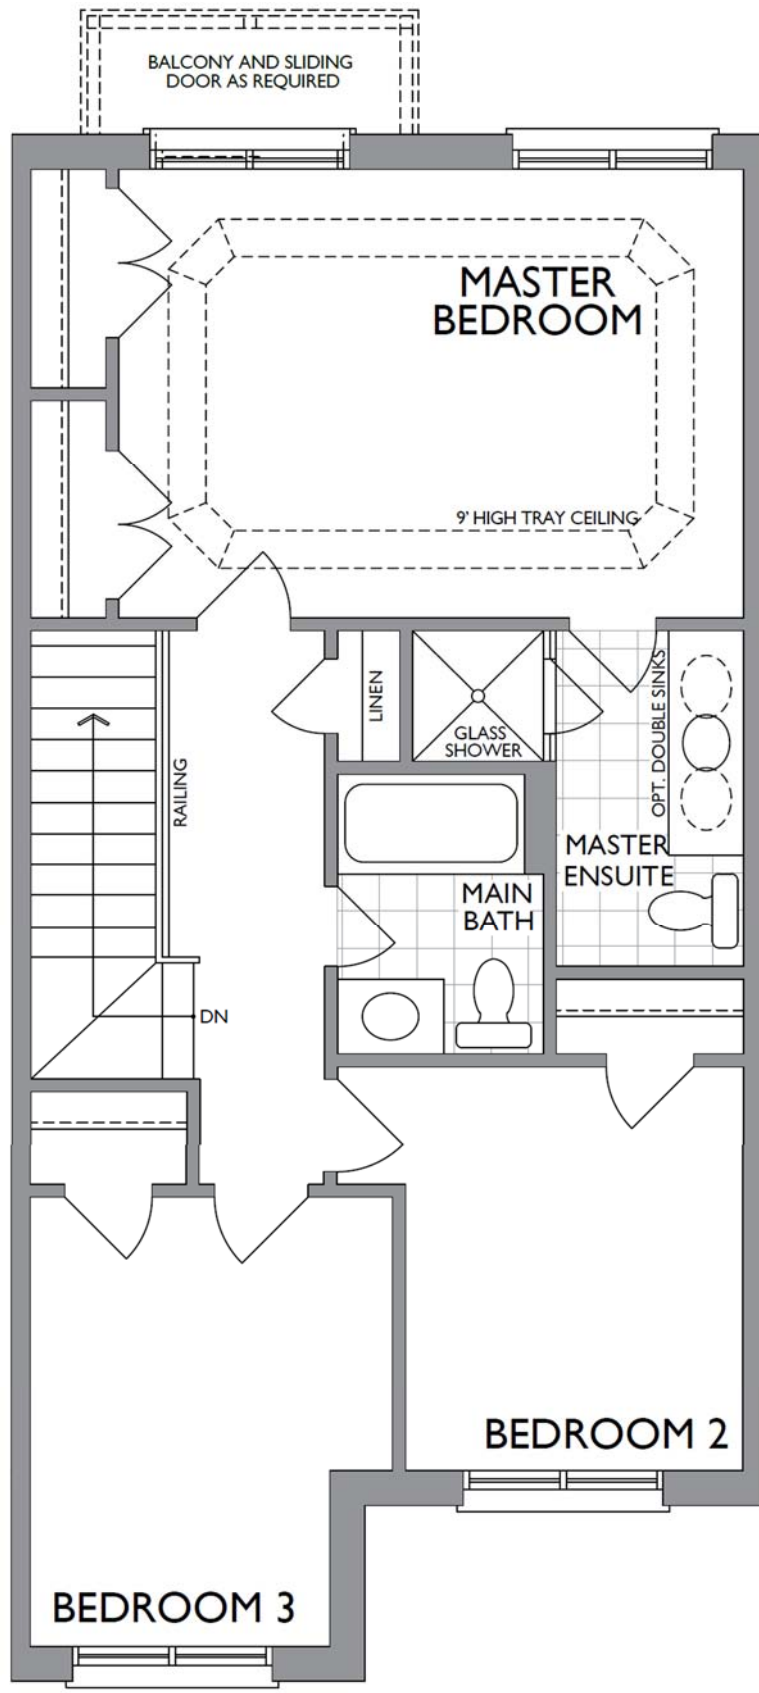 BALCONY AND SLIDING
DOOR AS REQUIRED
MASTER
BEDROOM
9' HIGH TRAY CEILING
LINEN
GLASS
SHOWER
OPT. DOUBLE SINKS
RAILING
MASTER
ENSUITE
MAIN
BATH
DN
BEDROOM 2
BEDROOM 3